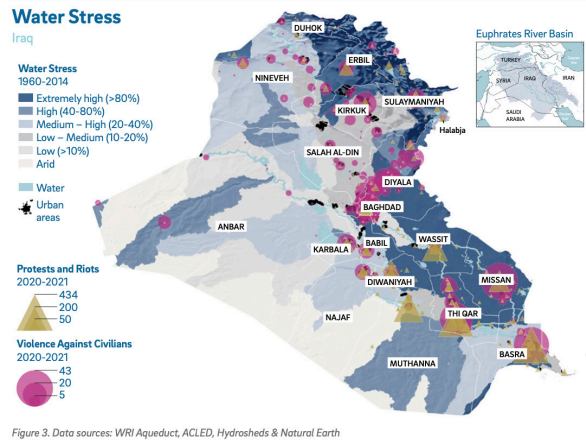 Water Stress
Iraq
Water Stress
1960-2014
Extremely high (>80%)
High (40-80%)
Medium – High (20-40%)
Low – Medium (10-20%)
Low (<10%)
Arid
Water
Urban
areas
Protests and Riots
2020-2021
434
200
50
Violence Against Civilians
2020-2021
43
20
5
DUHOK
ERBIL
NINEVEH
SULAYMANIYAH
KIRKUK
Halabja
SALAH AL-DIN
DIYALA
BAGHDAD
ANBAR
WASSIT
KARBALA
BABIL
DIWANIYAH
MISSAN
NAJAF
THI QAR
BASRA
MUTHANNA
Euphrates River Basin
TURKEY
SYRIA
IRAQ
IRAN
SAUDI
ARABIA
Figure 3. Data sources: WRI Aqueduct, ACLED, Hydrosheds & Natural Earth